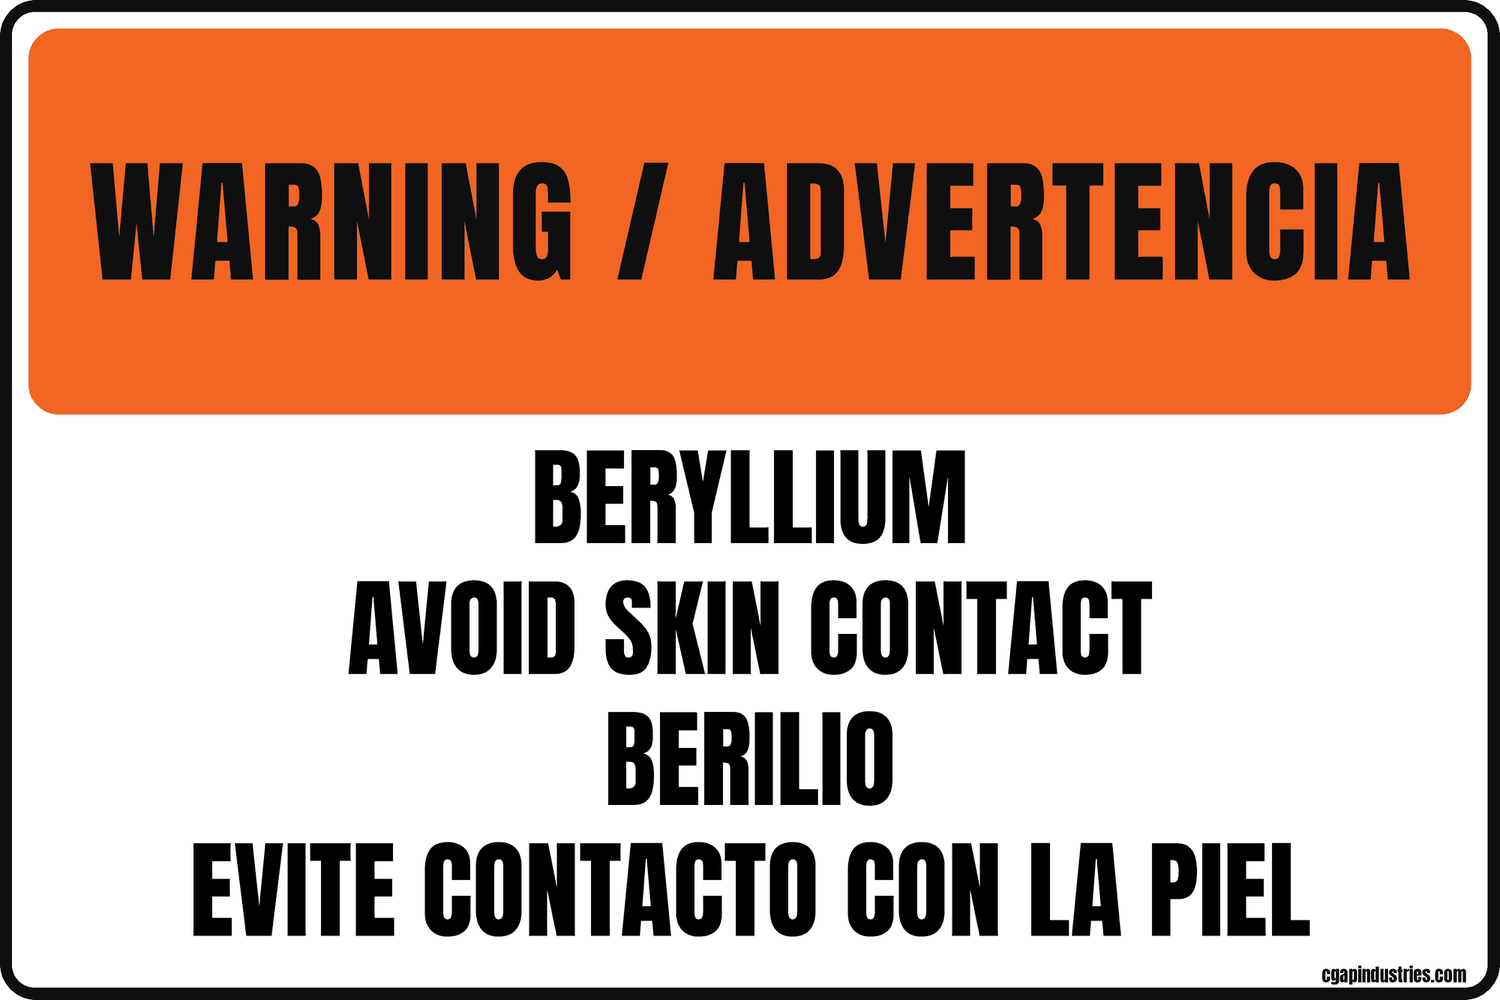 WARNING / ADVERTENCIA
BERYLLIUM
AVOID SKIN CONTACT
BERILIO
EVITE CONTACTO CON LA PIEL
cgapindustries.com